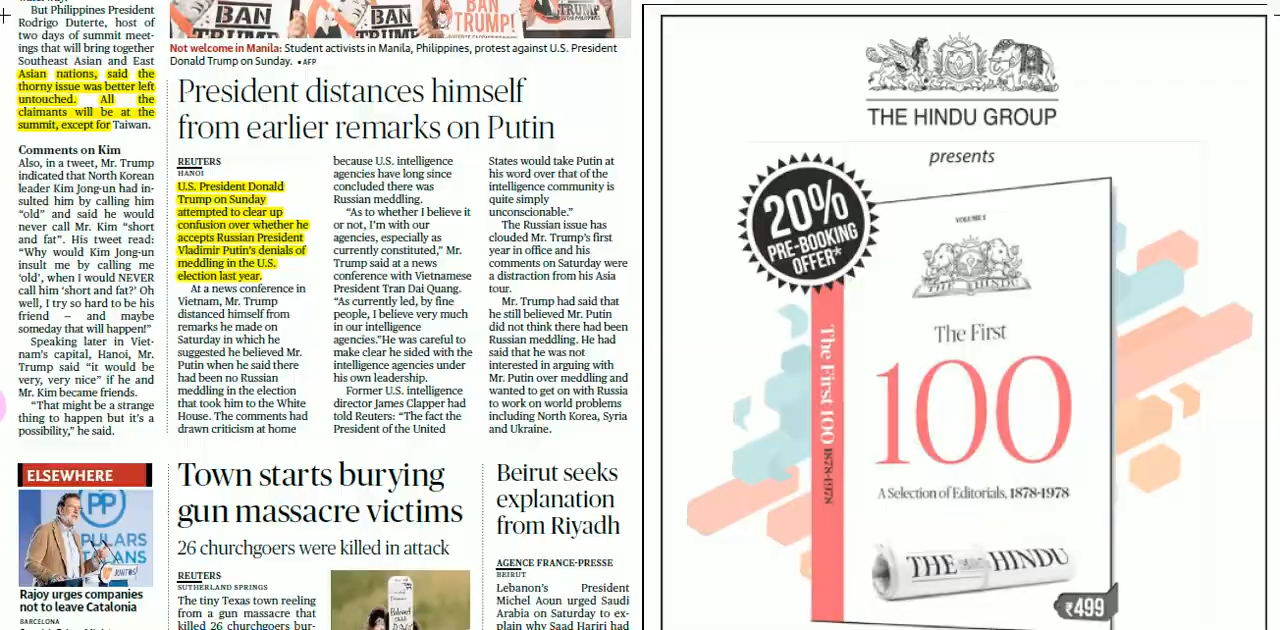 But Philippines President
Rodrigo Duterte, host of
two days of summit meet-
ings that will bring together
Southeast Asian and East
Asian nations, said the
thorny issue was better left
untouched. All the
claimants will be at the
summit, except for Taiwan.
Comments on Kim
Also, in a tweet, Mr. Trump
indicated that North Korean
leader Kim Jong-un had in-
sulted him by calling him
“old” and said he would
never call Mr. Kim “short
and fat”. His tweet read:
“Why would Kim Jong-un
insult me by calling me
‘old’, when I would NEVER
call him ‘short and fat?’ Oh
well, I try so hard to be his
friend – and maybe
someday that will happen!”
Speaking later in Viet-
nam’s capital, Hanoi, Mr.
Trump said “it would be
very, very nice” if he and
Mr. Kim became friends.
“That might be a strange
thing to happen but it’s a
possibility,” he said.
ELSEWHERE
PP
PULARS
Rajoy urges companies
not to leave Catalonia
BARCELONA
BAN
TRUMP
BAN
TRUMP
BAN
TRUMP!
TRUMP
Not welcome in Manila: Student activists in Manila, Philippines, protest against U.S. President
Donald Trump on Sunday. •AFP
President distances himself
from earlier remarks on Putin
REUTERS
HANOI
U.S. President Donald
Trump on Sunday
attempted to clear up
confusion over whether he
accepts Russian President
Vladimir Putin’s denials of
meddling in the U.S.
election last year.
At a news conference in
Vietnam, Mr. Trump
distanced himself from
remarks he made on
Saturday in which he
suggested he believed Mr.
Putin when he said there
had been no Russian
meddling in the election
that took him to the White
House. The comments had
drawn criticism at home
because U.S. intelligence
agencies have long since
concluded there was
Russian meddling.
“As to whether I believe it
or not, I’m with our
agencies, especially as
currently constituted,” Mr.
Trump said at a news
conference with Vietnamese
President Tran Dai Quang.
“As currently led, by fine
people, I believe very much
in our intelligence
agencies.”He was careful to
make clear he sided with the
intelligence agencies under
his own leadership.
Former U.S. intelligence
director James Clapper had
told Reuters: “The fact the
President of the United
States would take Putin at
his word over that of the
intelligence community is
quite simply
unconscionable.”
The Russian issue has
clouded Mr. Trump’s first
year in office and his
comments on Saturday were
a distraction from his Asia
tour.
Mr. Trump had said that
he still believed Mr. Putin
did not think there had been
Russian meddling. He had
said that he was not
interested in arguing with
Mr. Putin over meddling and
wanted to get on with Russia
to work on world problems
including North Korea, Syria
and Ukraine.
Town starts burying
gun massacre victims
26 churchgoers were killed in attack
REUTERS
SUTHERLAND SPRINGS
The tiny Texas town reeling
from a gun massacre that
killed 26 churchgoers bur-
Beirut seeks
explanation
from Riyadh
AGENCE FRANCE-PRESSE
BEIRUT
Lebanon’s President
Michel Aoun urged Saudi
Arabia on Saturday to ex-
plain why Saad Hariri had
THE HINDU GROUP
presents
20%
PRE-BOOKING
OFFER*
VOLUME I
THE HINDU
The First
100
A Selection of Editorials, 1878-1978
The First 100 1878-1978
THE HINDU
₹499